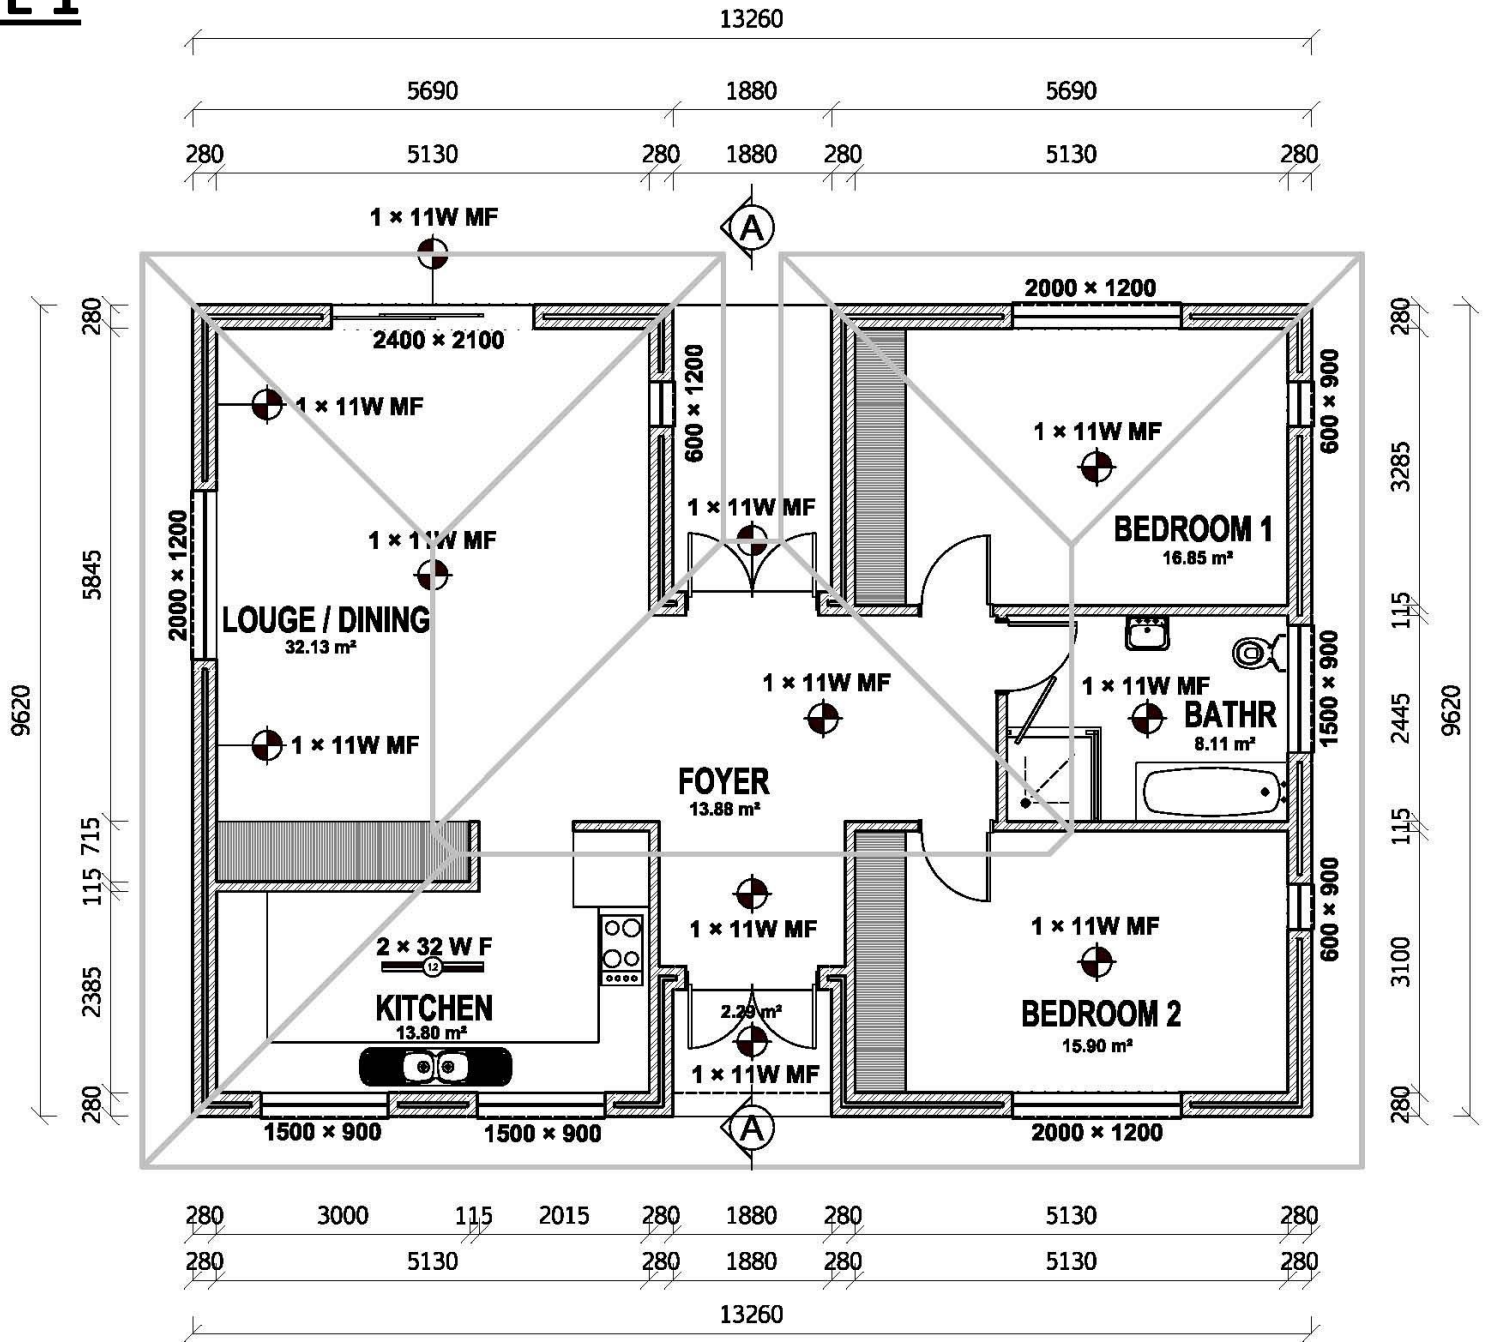 E 1
13260
5690 1880 5690
280 5130 280 1880 280 5130 280
1 × 11W MF
A
2000 × 1200
280
280
2400 × 2100
600 × 1200
600 × 900
1 × 11W MF
1 × 11W MF
3285
1 × 11W MF
BEDROOM 1
16.85 m²
1 × 11W MF
2000 × 1200
5845
LOUGE / DINING
32.13 m²
115
1 × 11W MF
1 × 11W MF
1500 × 900
BATHR
8.11 m²
2445
9620
9620
1 × 11W MF
FOYER
13.88 m²
715
115
115
600 × 900
1 × 11W MF
1 × 11W MF
2 × 32 W F
12
3100
2385
KITCHEN
13.80 m²
2.29 m²
BEDROOM 2
15.90 m²
1 × 11W MF
280
280
1500 × 900
1500 × 900
A
2000 × 1200
280 3000 115 2015 280 1880 280 5130 280
280 5130 280 1880 280 5130 280
13260